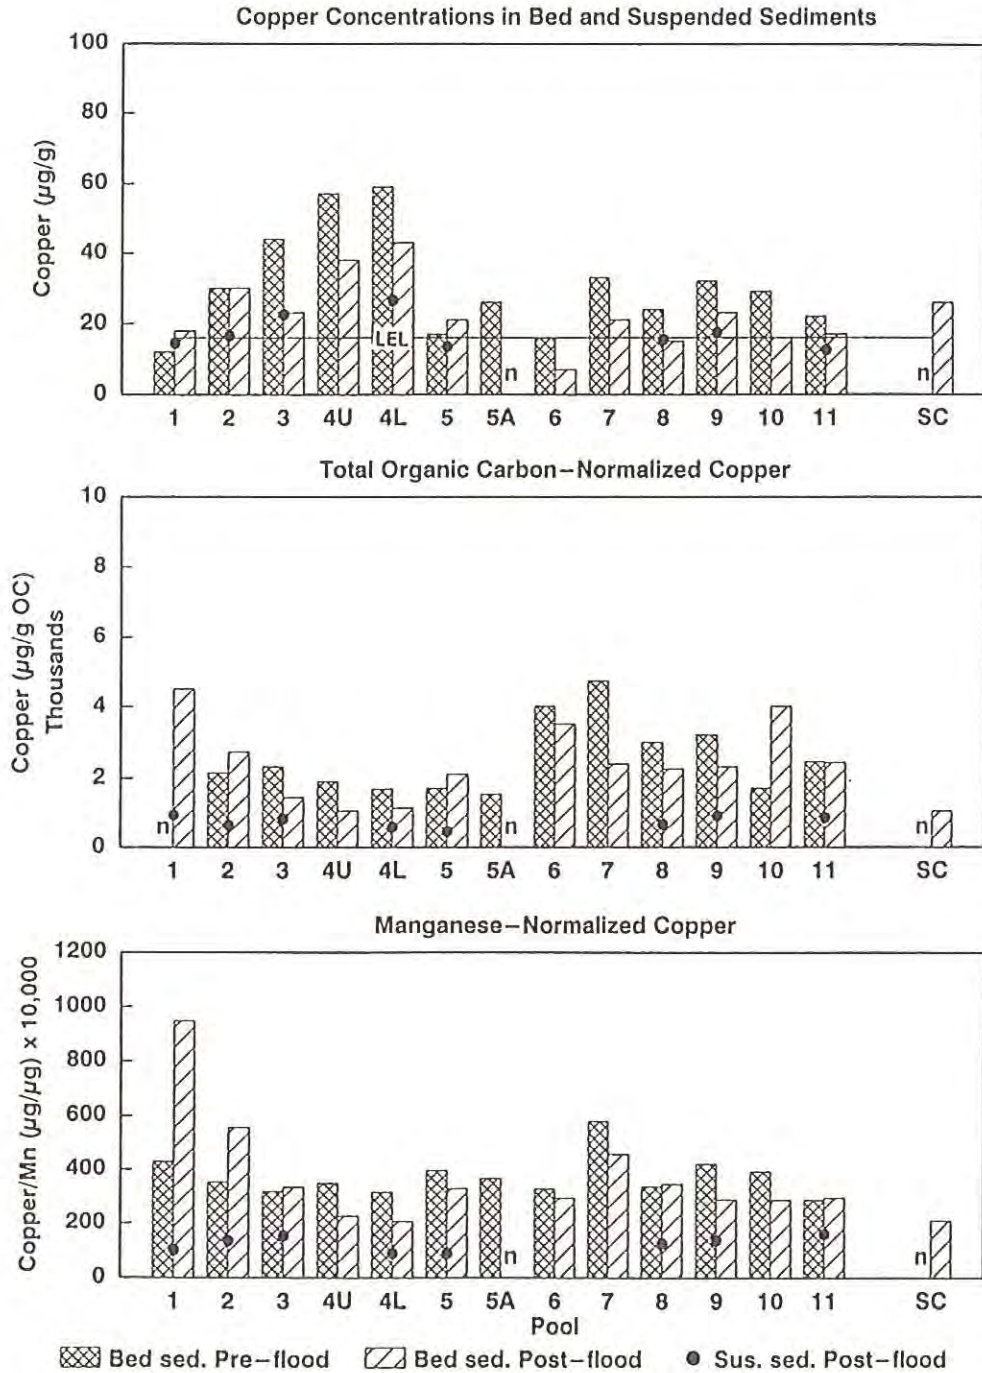 Copper Concentrations in Bed and Suspended Sediments
Copper (µg/g)
100
80
60
40
20
0
LEL
n
n
1 2 3 4U 4L 5 5A 6 7 8 9 10 11 SC
Total Organic Carbon–Normalized Copper
Copper (µg/g OC)
Thousands
10
8
6
4
2
0
n
n
n
1 2 3 4U 4L 5 5A 6 7 8 9 10 11 SC
Manganese–Normalized Copper
Copper/Mn (µg/µg) x 10,000
1200
1000
800
600
400
200
0
n
n
1 2 3 4U 4L 5 5A 6 7 8 9 10 11 SC
Pool
Bed sed. Pre–flood Bed sed. Post–flood Sus. sed. Post–flood